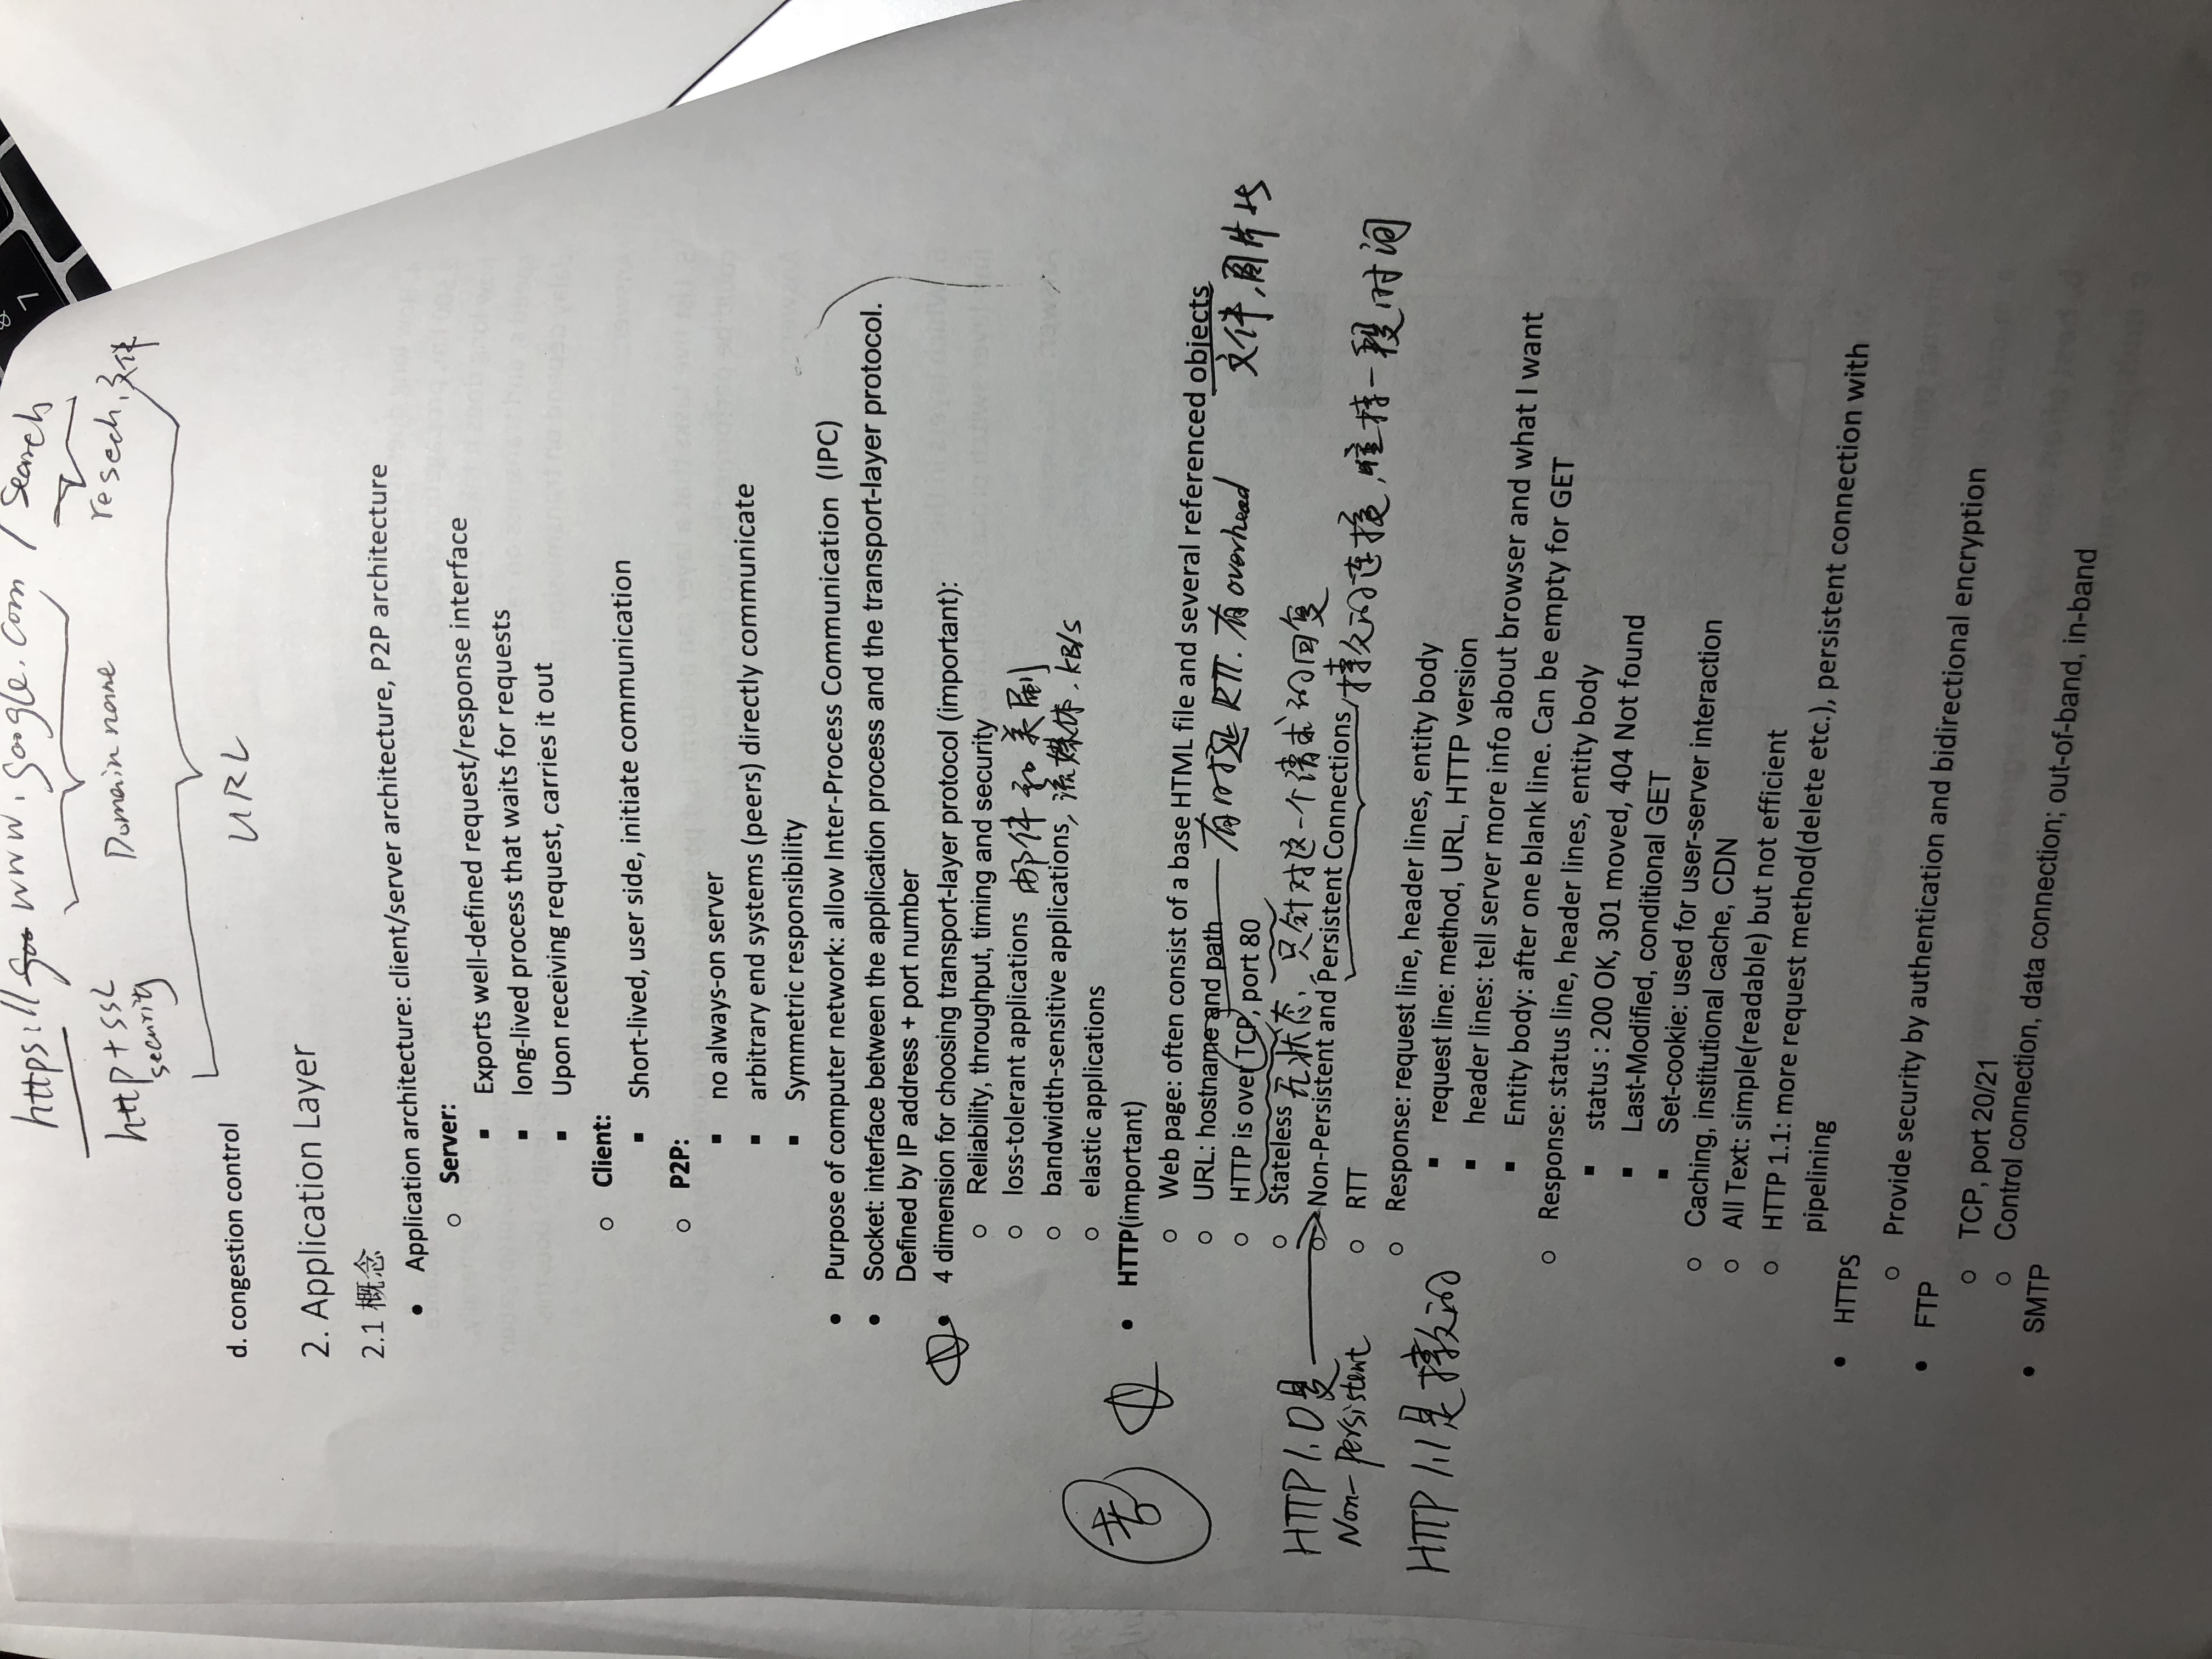 https://www.google.com / Search
http + SSL
security
Domain name
resech, 文件
URL
d. congestion control
2. Application Layer
2.1 概念
• Application architecture: client/server architecture, P2P architecture
o Server:
▪ Exports well-defined request/response interface
▪ long-lived process that waits for requests
▪ Upon receiving request, carries it out
o Client:
▪ Short-lived, user side, initiate communication
o P2P:
▪ no always-on server
▪ arbitrary end systems (peers) directly communicate
▪ Symmetric responsibility
• Purpose of computer network: allow Inter-Process Communication (IPC)
• Socket: interface between the application process and the transport-layer protocol.
Defined by IP address + port number
• 4 dimension for choosing transport-layer protocol (important):
o Reliability, throughput, timing and security
o loss-tolerant applications 邮件和
o bandwidth-sensitive applications, 流媒体. KB/S
o elastic applications
• HTTP(important)
o Web page: often consist of a base HTML file and several referenced objects
o URL: hostname and path
有时延 RTT. 有 overhead
文件,图片
o HTTP is over TCP, port 80
o Stateless 无状态, 只针对这一个请求的回复
HTTP 1.0是
Non-Persistent
o Non-Persistent and Persistent Connections, 持久的连接, 维持一段时间
o RTT
HTTP 1.1是持久的
o Response: request line, header lines, entity body
▪ request line: method, URL, HTTP version
▪ header lines: tell server more info about browser and what I want
▪ Entity body: after one blank line. Can be empty for GET
o Response: status line, header lines, entity body
▪ status : 200 OK, 301 moved, 404 Not found
▪ Last-Modified, conditional GET
▪ Set-cookie: used for user-server interaction
o Caching, institutional cache, CDN
o All Text: simple(readable) but not efficient
o HTTP 1.1: more request method(delete etc.), persistent connection with
pipelining
• HTTPS
o Provide security by authentication and bidirectional encryption
• FTP
o TCP, port 20/21
o Control connection, data connection; out-of-band, in-band
• SMTP